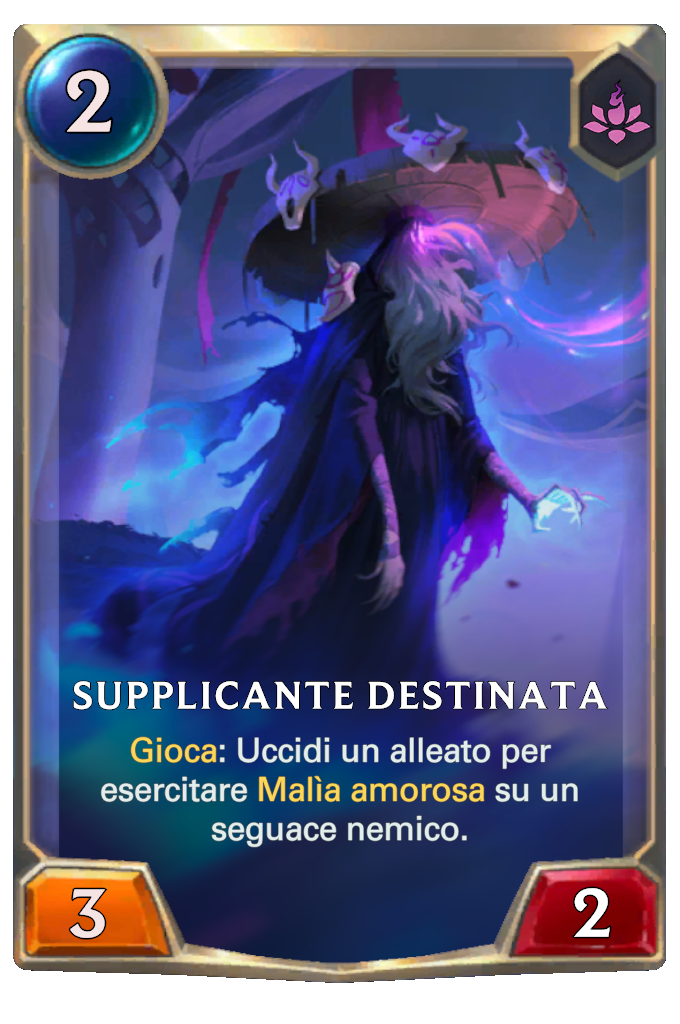 2
SUPPLICANTE DESTINATA
Gioca: Uccidi un alleato per
esercitare Malìa amorosa su un
seguace nemico.
3
2